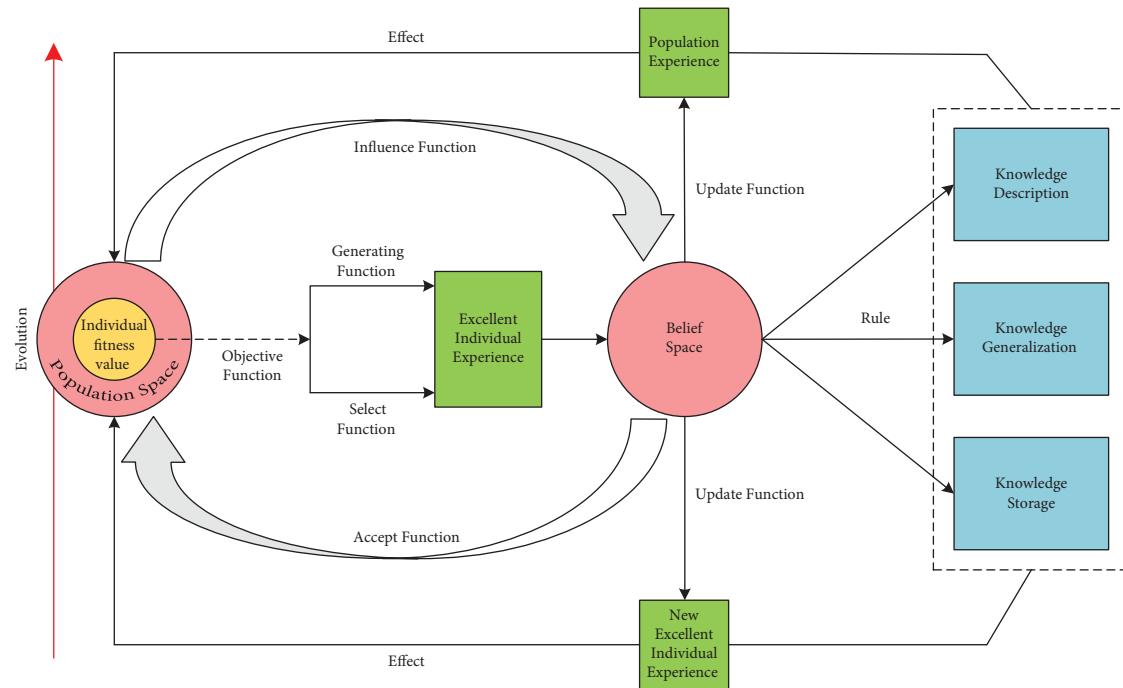 Effect
Population
Experience
Influence Function
Update Function
Knowledge
Description
Generating
Function
Evolution
Individual
fitness
value
Population Space
Objective
Function
Excellent
Individual
Experience
Belief
Space
Rule
Knowledge
Generalization
Select
Function
Knowledge
Storage
Update Function
Accept Function
New
Excellent
Individual
Experience
Effect